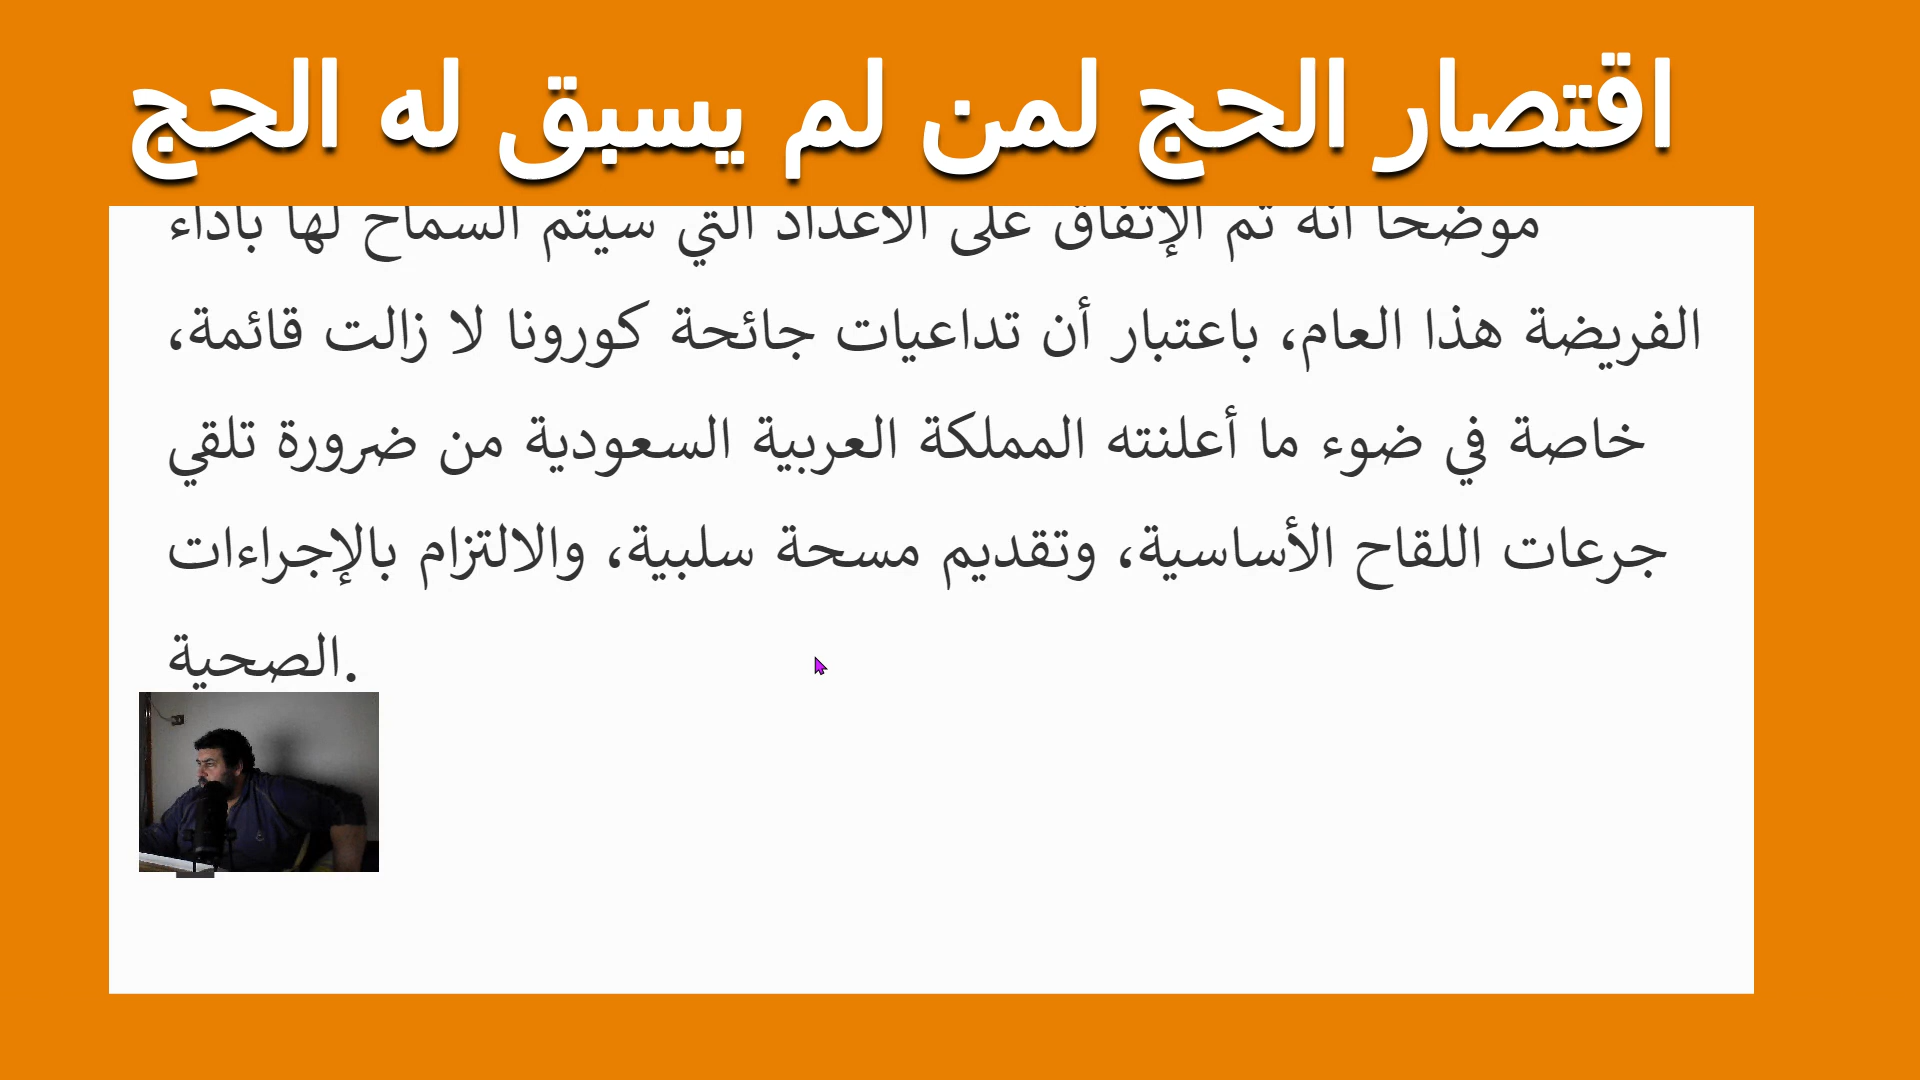 اقتصار الحج لمن لم يسبق له الحج
موضحا أنه تم الإتفاق على الأعداد التي سيتم السماح لها بأداء
الفريضة هذا العام، باعتبار أن تداعيات جائحة كورونا لا زالت قائمة،
خاصة في ضوء ما أعلنته المملكة العربية السعودية من ضرورة تلقي
جرعات اللقاح الأساسية، وتقديم مسحة سلبية، والالتزام بالإجراءات
الصحية.